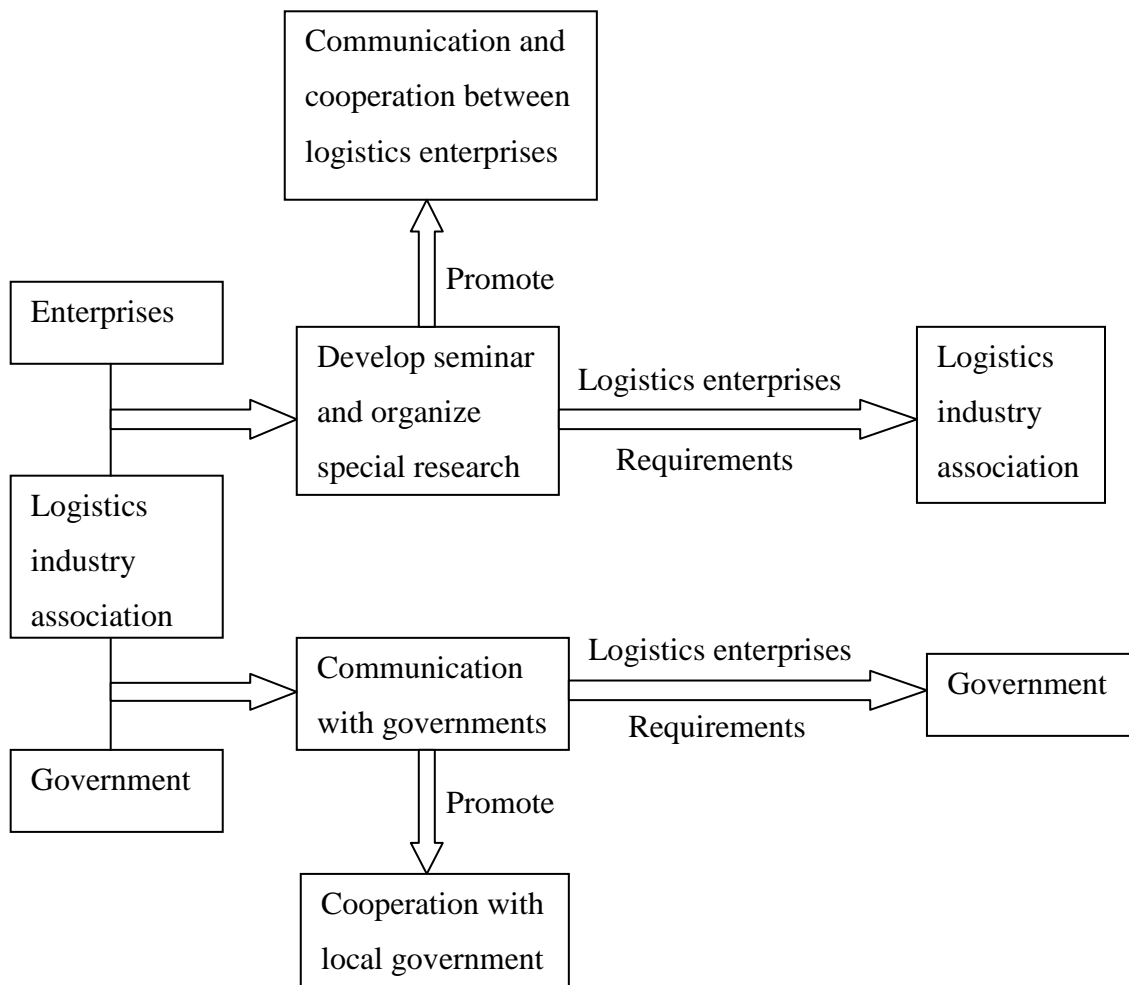 Communication and
cooperation between
logistics enterprises
Promote
Enterprises
Develop seminar
and organize
special research
Logistics enterprises
Requirements
Logistics
industry
association
Logistics
industry
association
Communication
with governments
Logistics enterprises
Requirements
Government
Government
Promote
Cooperation with
local government